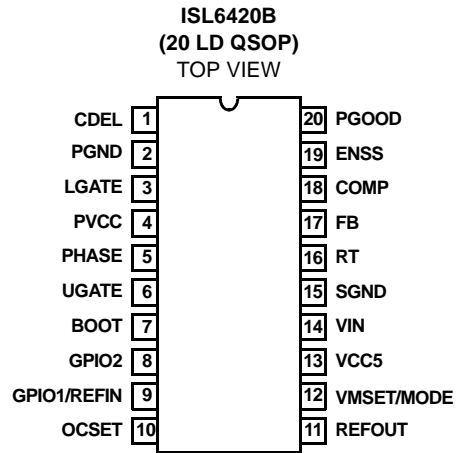 ISL6420B
(20 LD QSOP)
TOP VIEW
CDEL 1 20 PGOOD
PGND 2 19 ENSS
LGATE 3 18 COMP
PVCC 4 17 FB
PHASE 5 16 RT
UGATE 6 15 SGND
BOOT 7 14 VIN
GPIO2 8 13 VCC5
GPIO1/REFIN 9 12 VMSET/MODE
OCSET 10 11 REFOUT